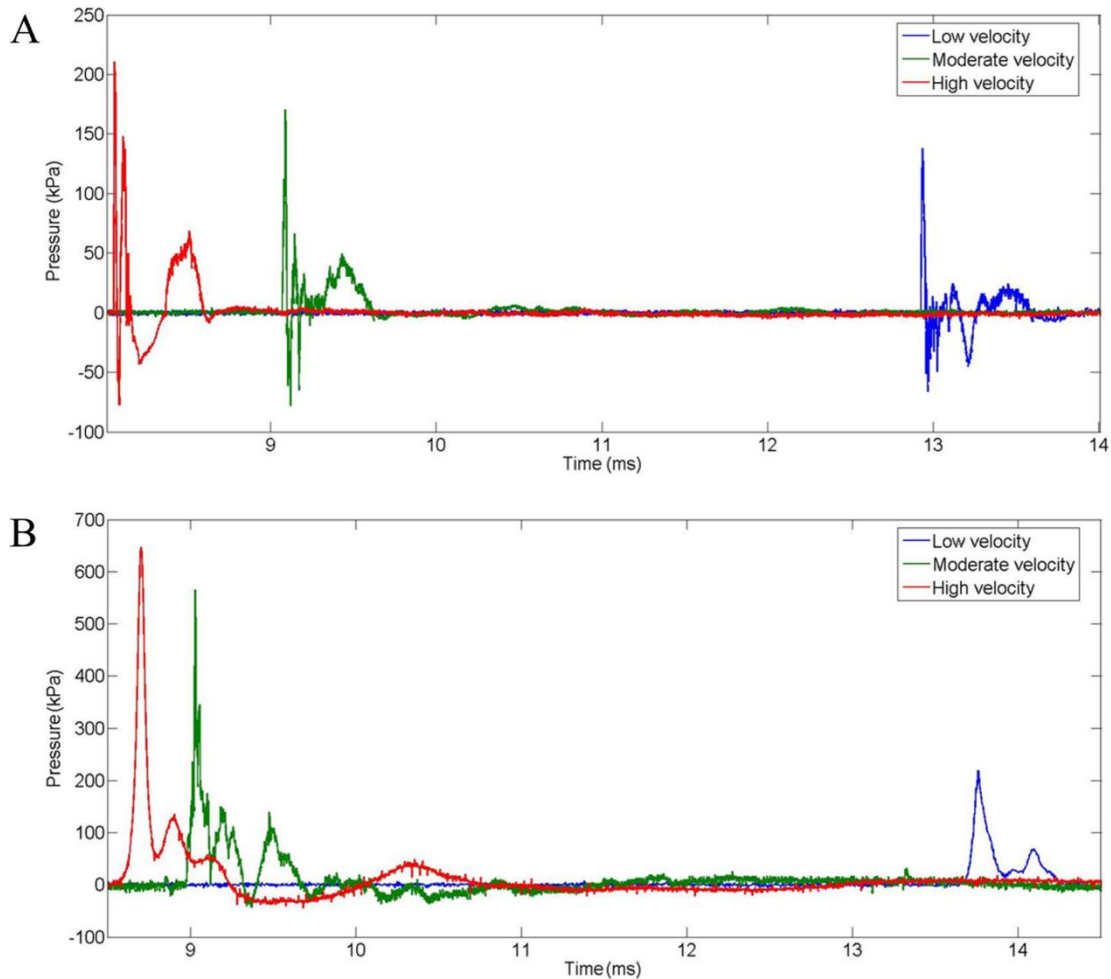 A
250
200
150
100
50
0
-50
-100
Pressure (kPa)
Low velocity
Moderate velocity
High velocity
9 10 11 12 13 14
Time (ms)
B
700
600
500
400
300
200
100
0
-100
Pressure (kPa)
Low velocity
Moderate velocity
High velocity
9 10 11 12 13 14
Time (ms)